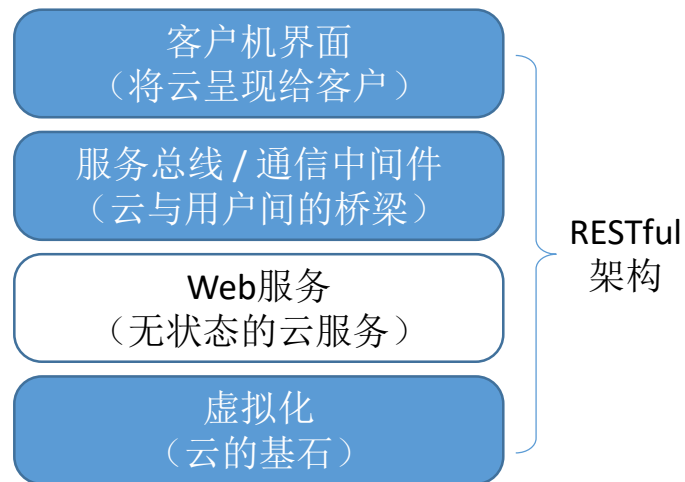 客户机界面
（将云呈现给客户）
服务总线 / 通信中间件
（云与用户间的桥梁）
Web服务
（无状态的云服务）
虚拟化
（云的基石）
RESTful
架构